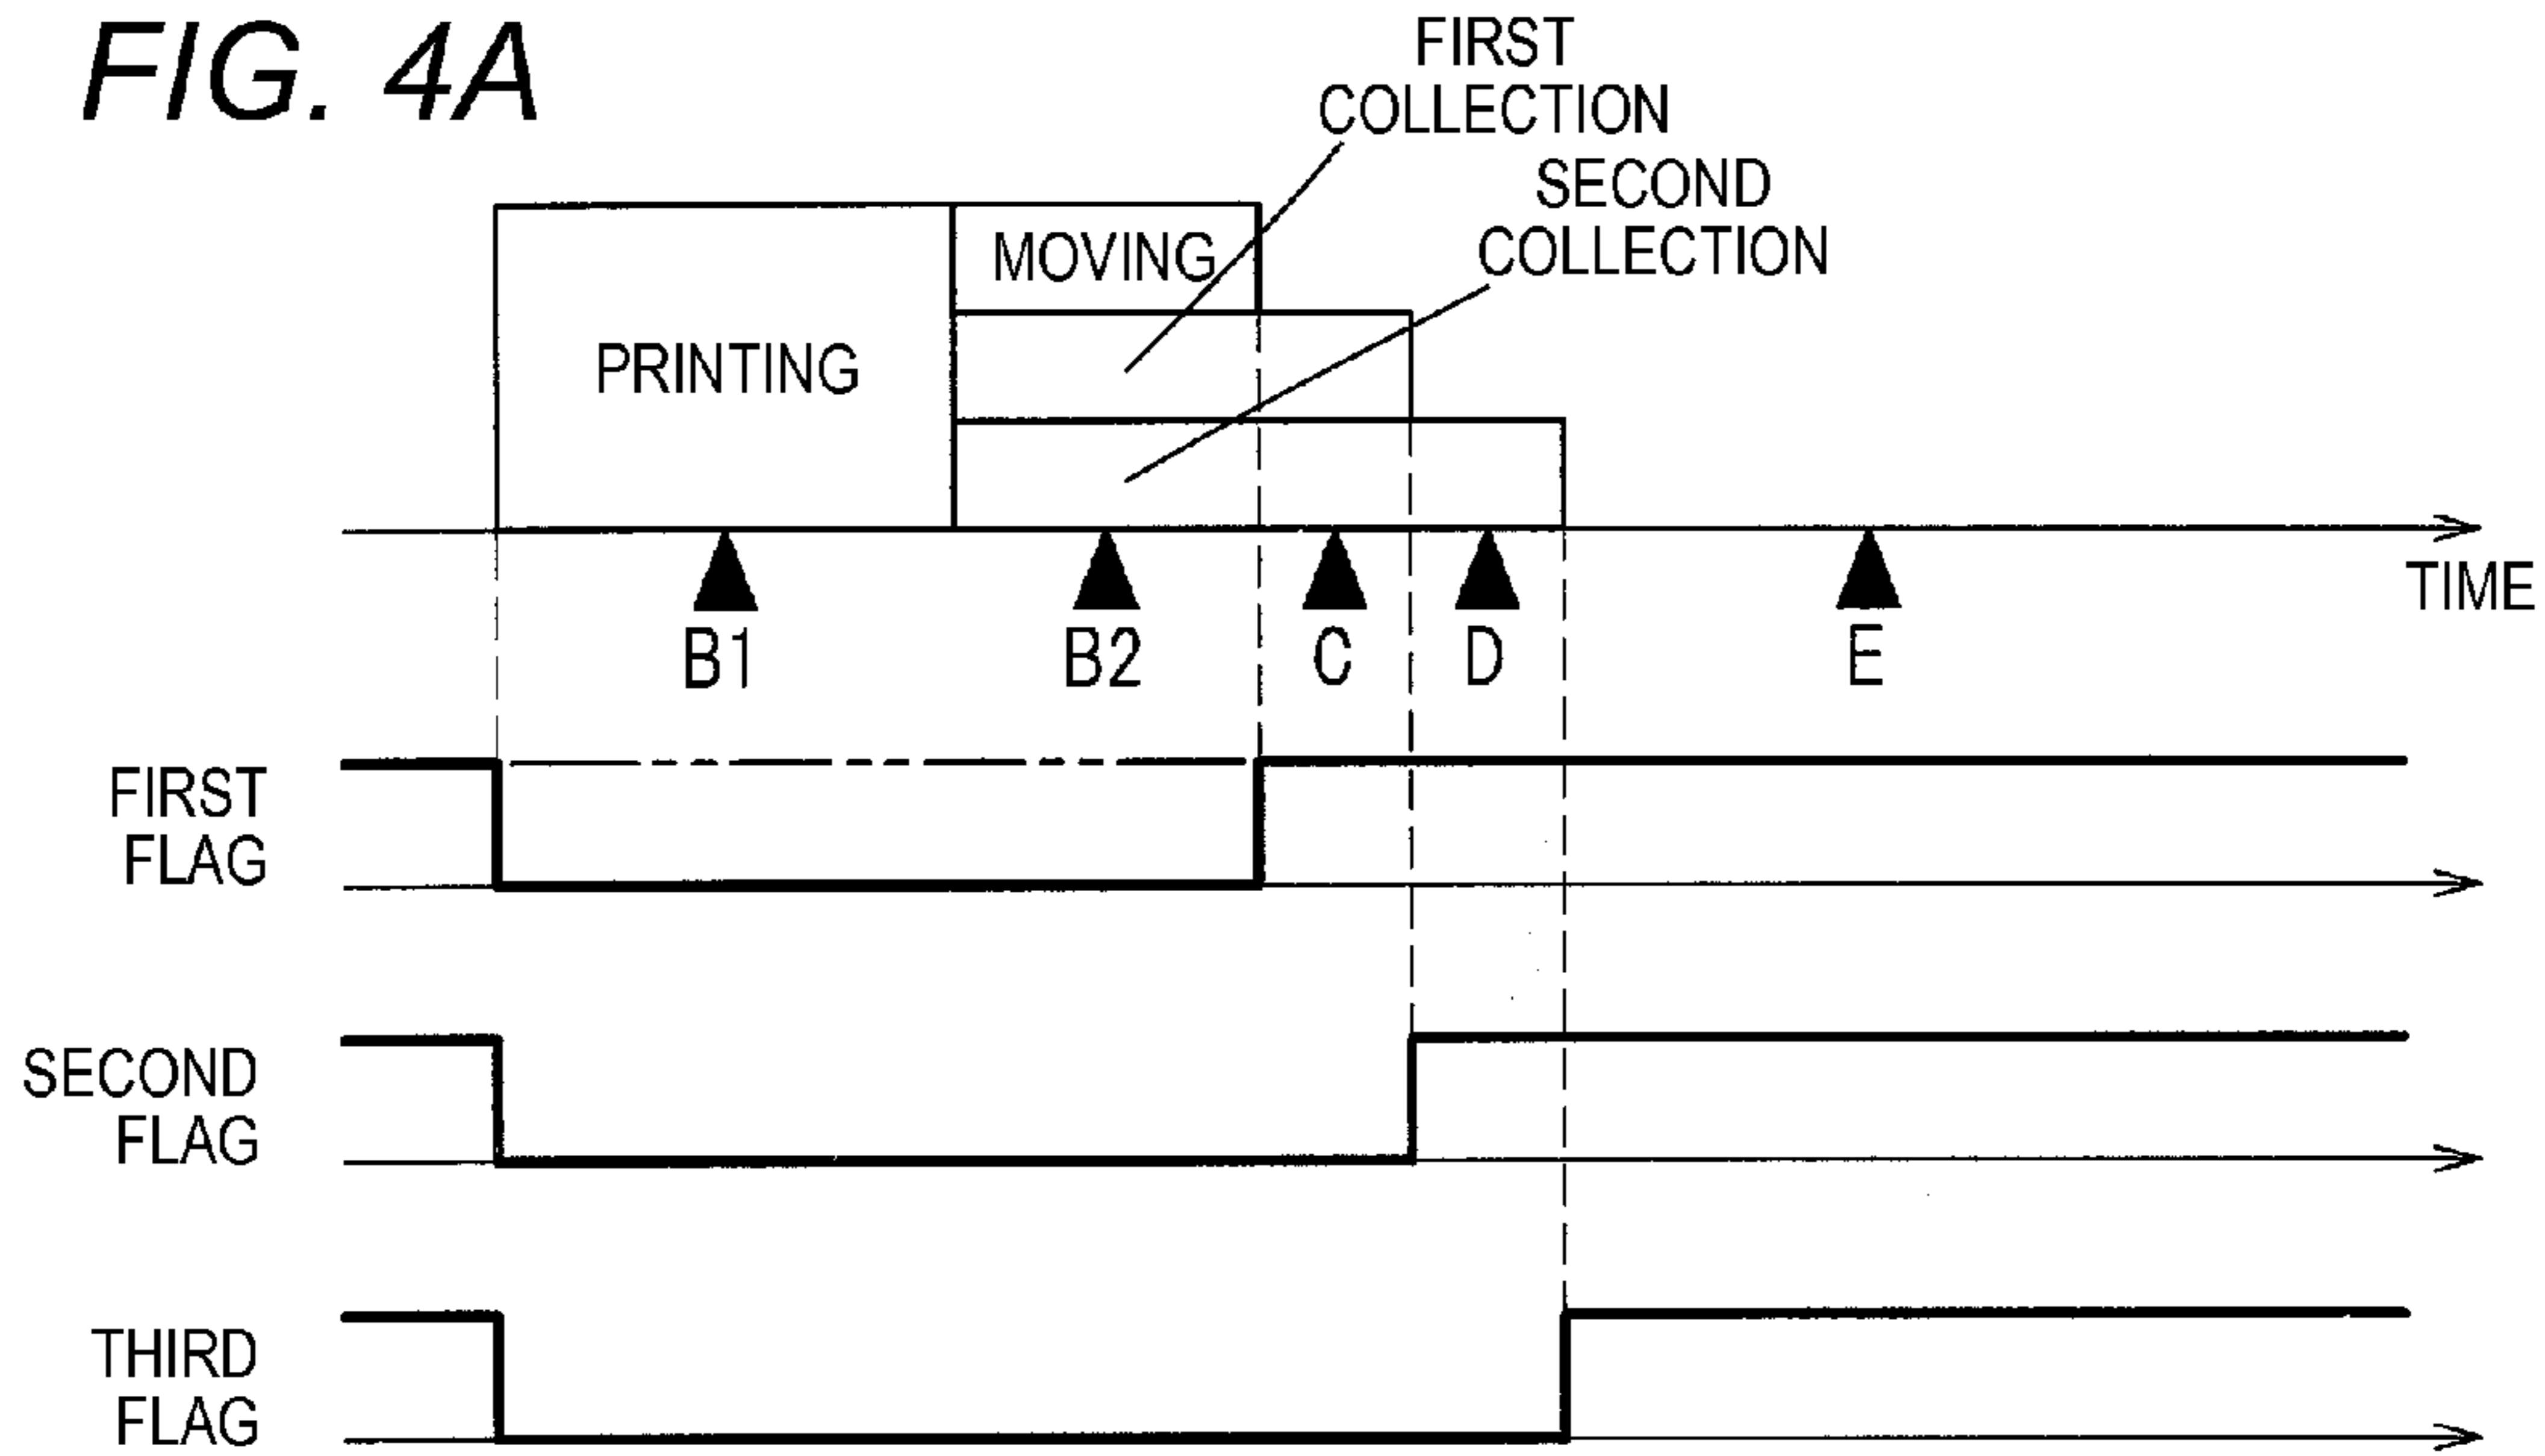 FIG. 4A
FIRST
COLLECTION
SECOND
COLLECTION
MOVING
PRINTING
TIME
B1 B2 C D E
FIRST
FLAG
SECOND
FLAG
THIRD
FLAG